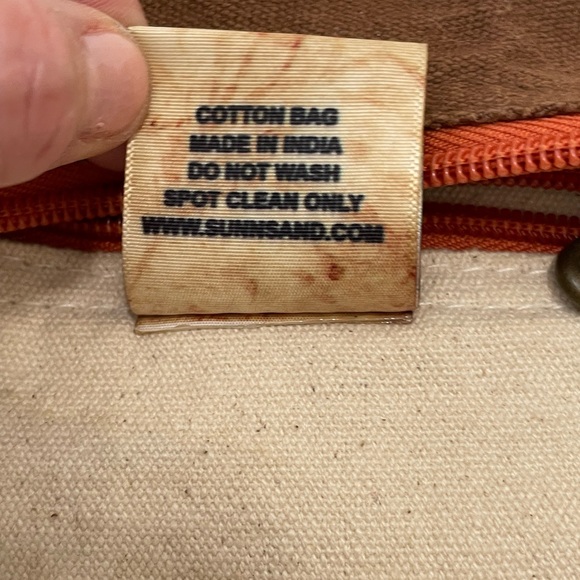 COTTON BAG
MADE IN INDIA
DO NOT WASH
SPOT CLEAN ONLY
WWW.SUNNSAND.COM